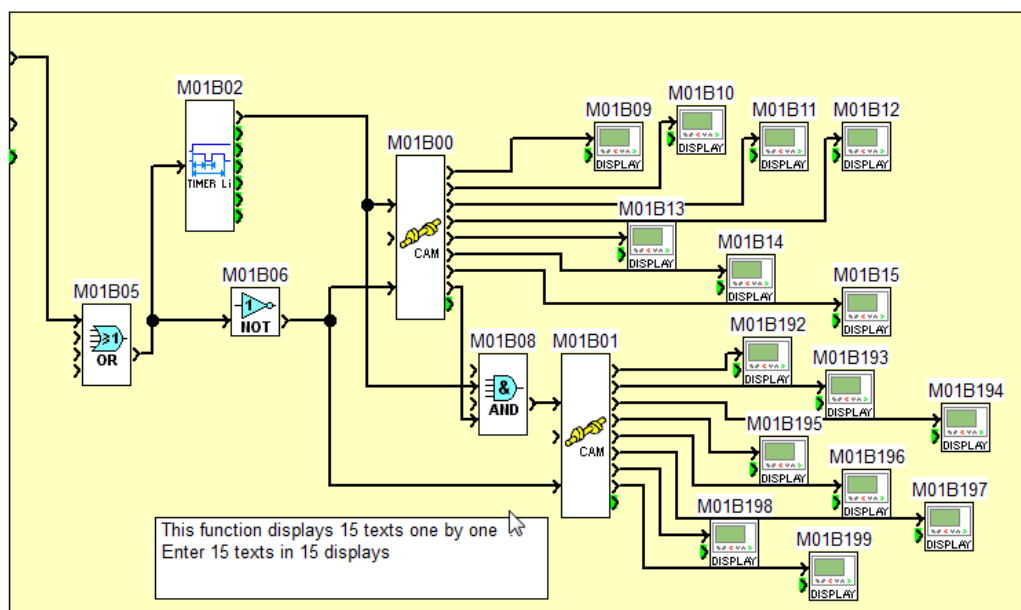 M01B02
TIMER Li
M01B00
CAM
M01B09
DISPLAY
M01B10
DISPLAY
M01B11
DISPLAY
M01B12
DISPLAY
M01B13
DISPLAY
M01B14
DISPLAY
M01B15
DISPLAY
M01B05
≥1
OR
M01B06
1
NOT
M01B08
&
AND
M01B01
CAM
M01B192
DISPLAY
M01B193
DISPLAY
M01B194
DISPLAY
M01B195
DISPLAY
M01B196
DISPLAY
M01B197
DISPLAY
M01B198
DISPLAY
M01B199
DISPLAY
This function displays 15 texts one by one
Enter 15 texts in 15 displays